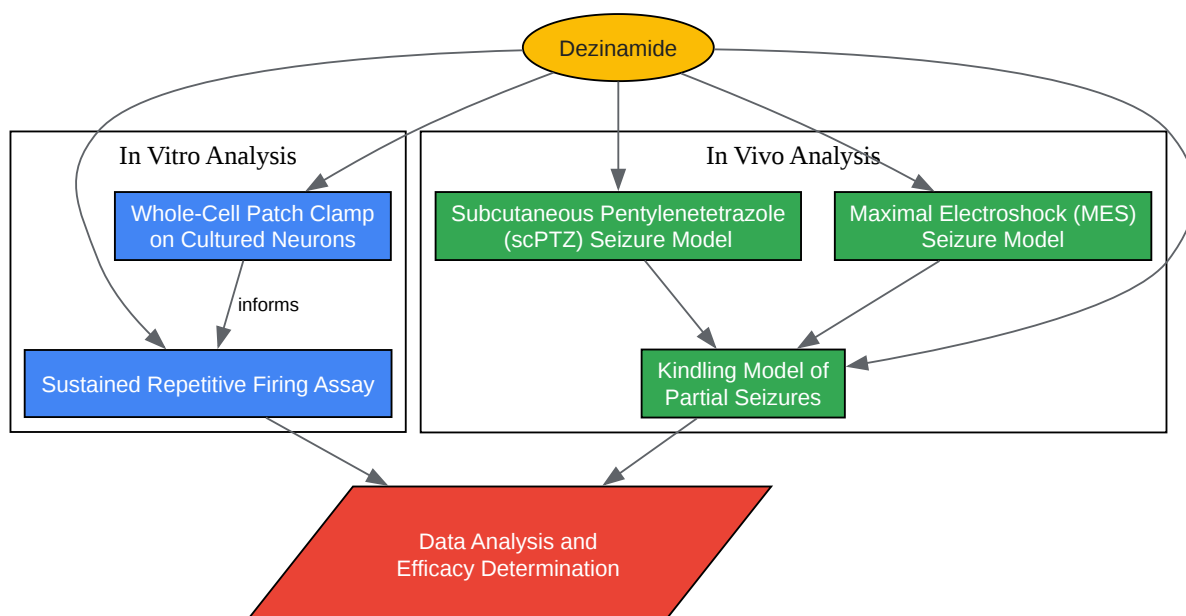 Dezinamide
In Vitro Analysis
In Vivo Analysis
Whole-Cell Patch Clamp
on Cultured Neurons
Subcutaneous Pentylenetetrazole
(scPTZ) Seizure Model
Maximal Electroshock (MES)
Seizure Model
informs
Sustained Repetitive Firing Assay
Kindling Model of
Partial Seizures
Data Analysis and
Efficacy Determination